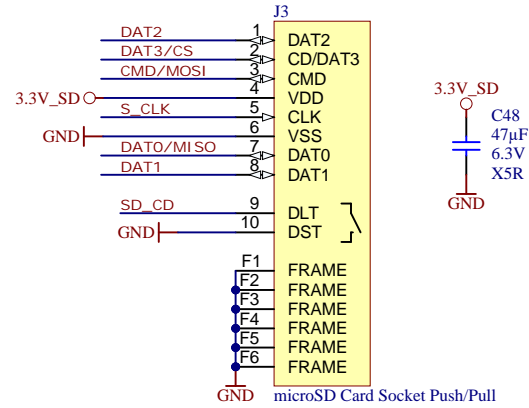 J3
DAT2 1 DAT2
DAT3/CS 2 CD/DAT3
CMD/MOSI 3 CMD
3.3V_SD 4 VDD
S_CLK 5 CLK
GND 6 VSS
DAT0/MISO 7 DAT0
DAT1 8 DAT1
SD_CD 9 DLT
GND 10 DST
F1 FRAME
F2 FRAME
F3 FRAME
F4 FRAME
F5 FRAME
F6 FRAME
GND
microSD Card Socket Push/Pull
3.3V_SD
C48
47µF
6.3V
X5R
GND